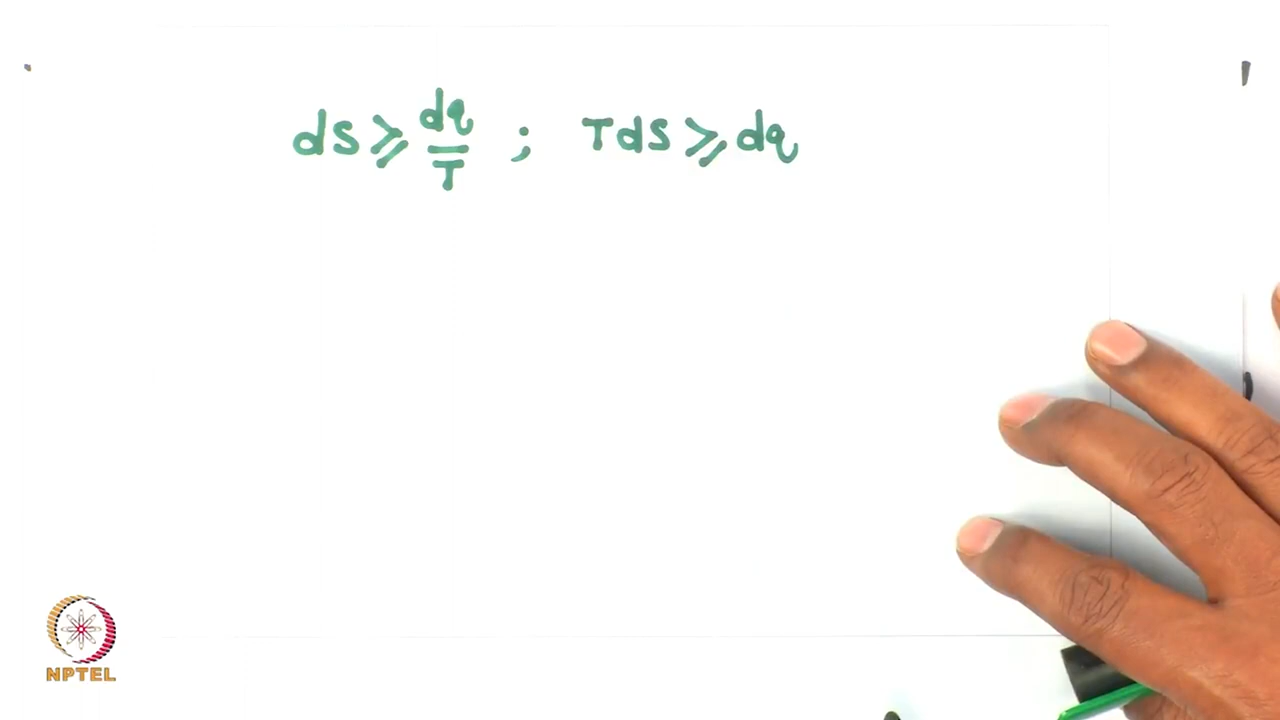 dS ≥ dq/T ; TdS ≥ dq
NPTEL